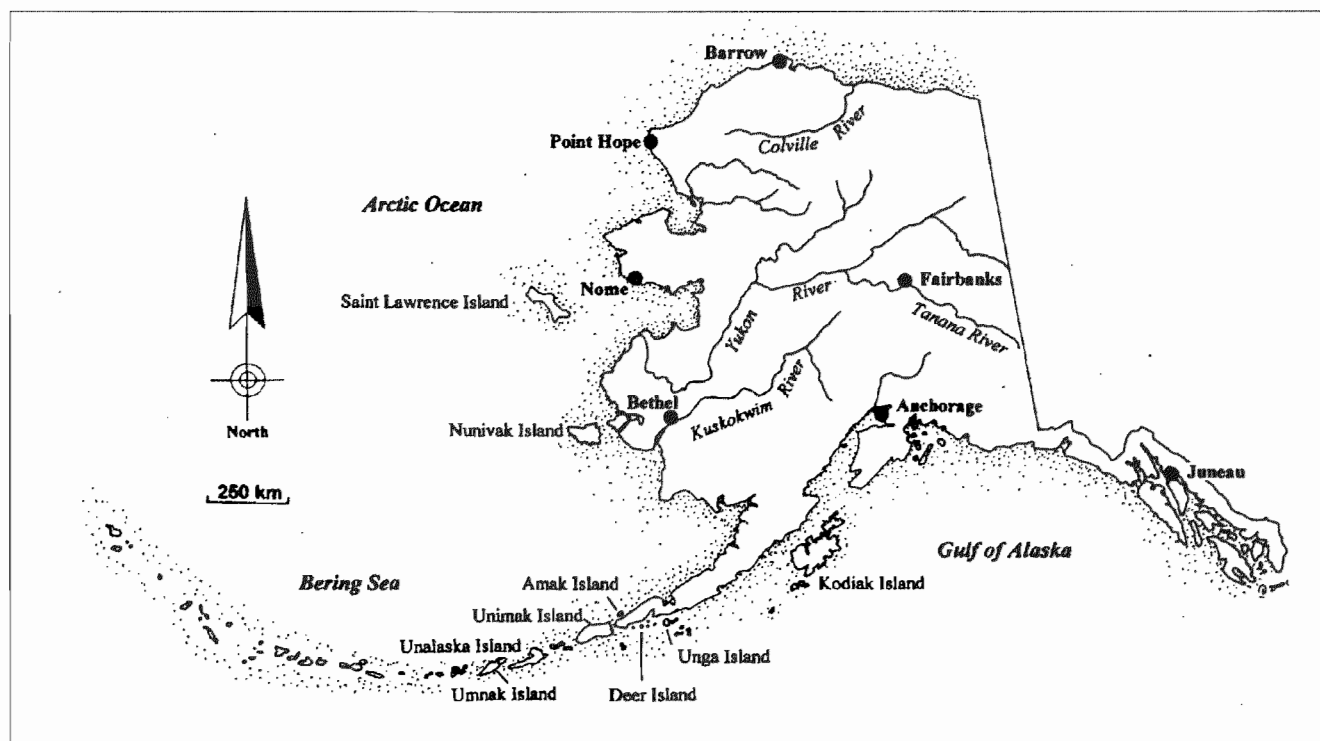 Barrow
Point Hope
Colville River
Arctic Ocean
Nome
Fairbanks
Saint Lawrence Island
Yukon River
Tanana River
Bethel
Kuskokwim River
Anchorage
Nunivak Island
North
Juneau
250 km
Gulf of Alaska
Bering Sea
Amak Island
Kodiak Island
Unimak Island
Unalaska Island
Unga Island
Umnak Island
Deer Island